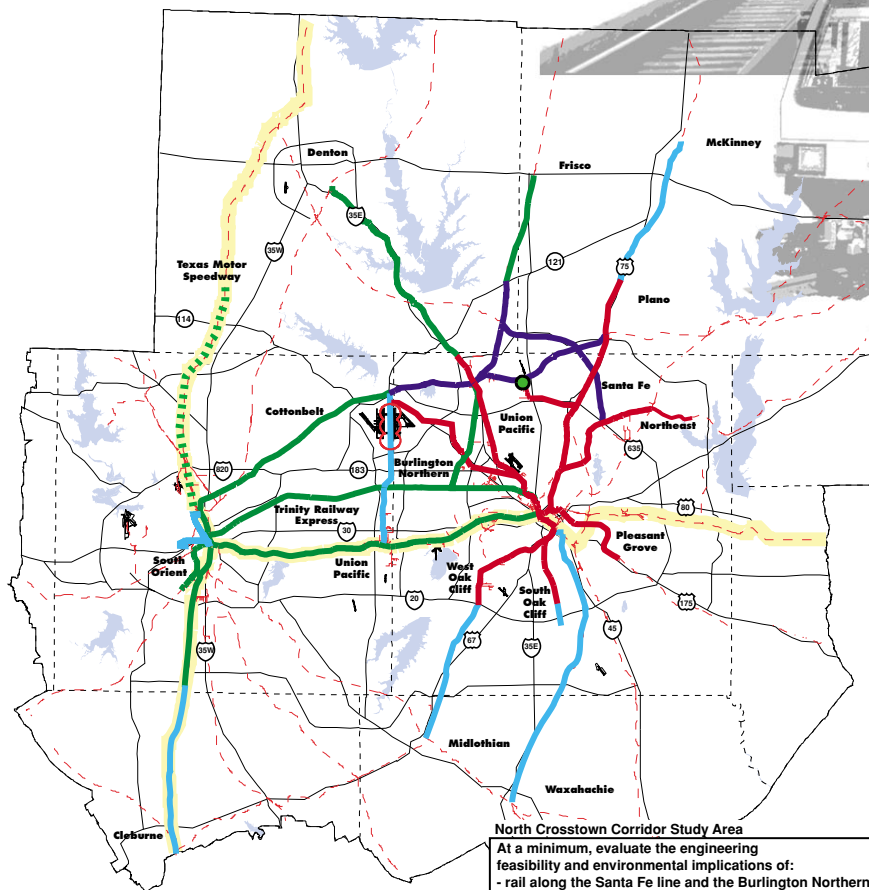 McKinney
Denton
Frisco
35E
35W
121
75
Texas Motor
Speedway
Plano
114
Santa Fe
Cottonbelt
Union
Pacific
Northeast
635
820
183
Burlington
Northern
Trinity Railway
Express
80
30
Pleasant
Grove
South
Orient
Union
Pacific
West
Oak
Cliff
South
Oak
Cliff
20
175
67
35E
45
35W
Midlothian
Waxahachie
Cleburne
North Crosstown Corridor Study Area
At a minimum, evaluate the engineering
feasibility and environmental implications of:
- rail along the Santa Fe line and the Burlington Northern